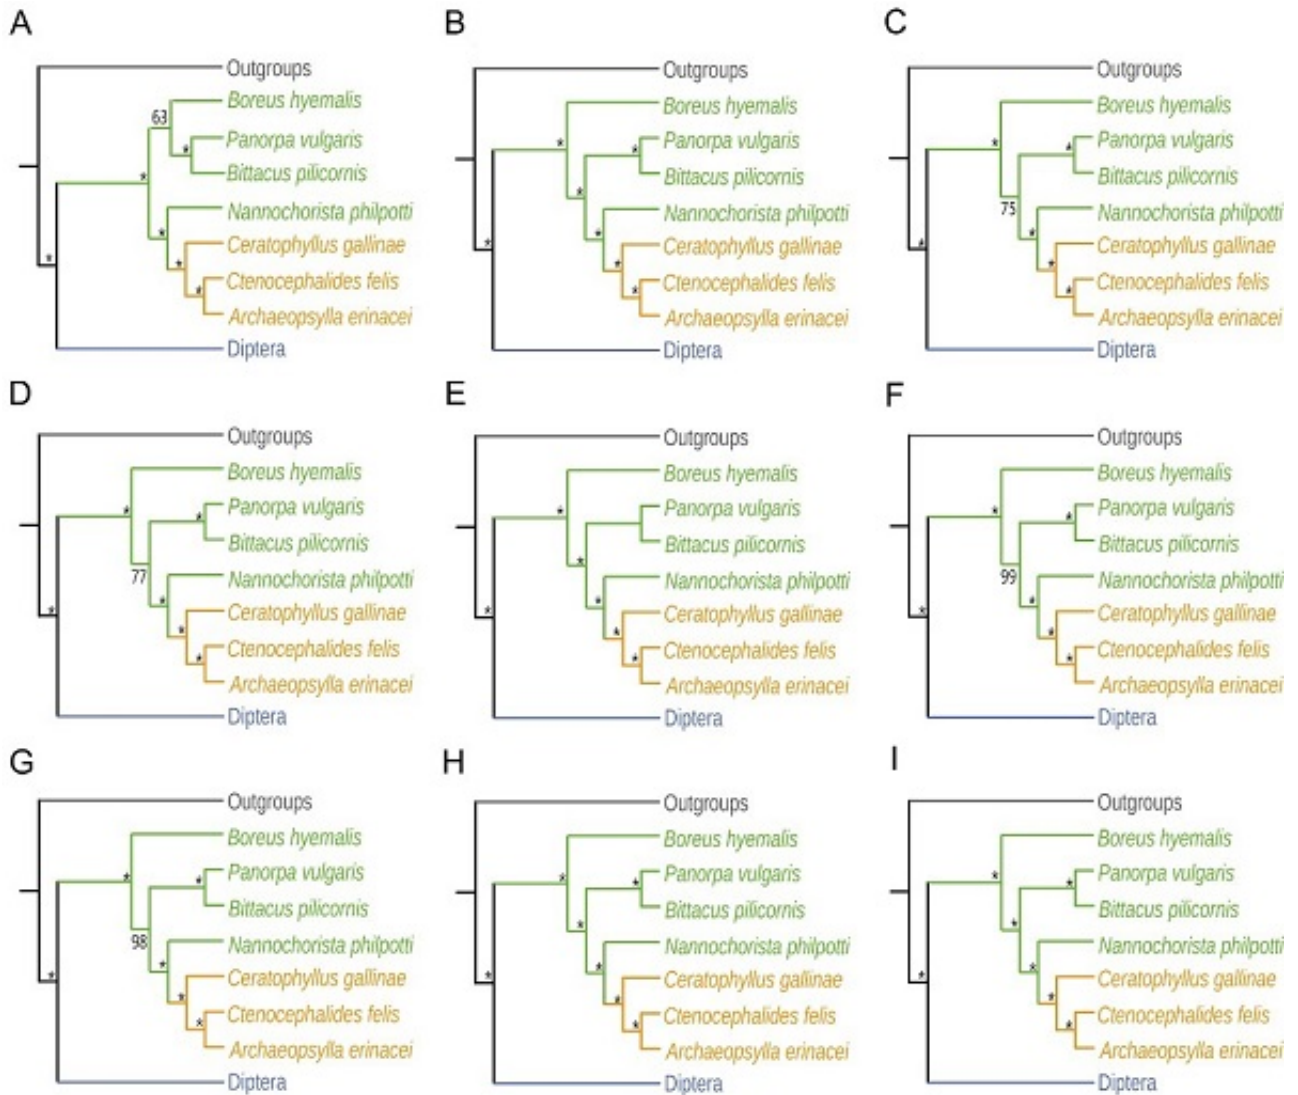 A
Outgroups
Boreus hyemalis
63
Panorpa vulgaris
*
Bittacus pilicornis
*
Nannochorista philpotti
*
Ceratophyllus gallinae
*
*
Ctenocephalides felis
*
Archaeopsylla erinacei
Diptera
B
Outgroups
Boreus hyemalis
*
Panorpa vulgaris
*
Bittacus pilicornis
*
Nannochorista philpotti
*
Ceratophyllus gallinae
*
*
Ctenocephalides felis
*
Archaeopsylla erinacei
Diptera
C
Outgroups
Boreus hyemalis
*
Panorpa vulgaris
*
Bittacus pilicornis
75
Nannochorista philpotti
*
Ceratophyllus gallinae
*
*
Ctenocephalides felis
*
Archaeopsylla erinacei
Diptera
D
Outgroups
Boreus hyemalis
*
Panorpa vulgaris
*
Bittacus pilicornis
77
Nannochorista philpotti
*
Ceratophyllus gallinae
*
*
Ctenocephalides felis
*
Archaeopsylla erinacei
Diptera
E
Outgroups
Boreus hyemalis
*
Panorpa vulgaris
Bittacus pilicornis
*
Nannochorista philpotti
*
Ceratophyllus gallinae
*
*
Ctenocephalides felis
*
Archaeopsylla erinacei
Diptera
F
Outgroups
Boreus hyemalis
*
Panorpa vulgaris
*
Bittacus pilicornis
99
Nannochorista philpotti
*
Ceratophyllus gallinae
*
*
Ctenocephalides felis
*
Archaeopsylla erinacei
Diptera
G
Outgroups
Boreus hyemalis
*
Panorpa vulgaris
*
Bittacus pilicornis
98
Nannochorista philpotti
*
Ceratophyllus gallinae
*
*
Ctenocephalides felis
*
Archaeopsylla erinacei
Diptera
H
Outgroups
Boreus hyemalis
*
Panorpa vulgaris
*
Bittacus pilicornis
*
Nannochorista philpotti
*
Ceratophyllus gallinae
*
*
Ctenocephalides felis
*
Archaeopsylla erinacei
Diptera
I
Outgroups
Boreus hyemalis
*
Panorpa vulgaris
*
Bittacus pilicornis
*
Nannochorista philpotti
*
Ceratophyllus gallinae
*
*
Ctenocephalides felis
*
Archaeopsylla erinacei
Diptera